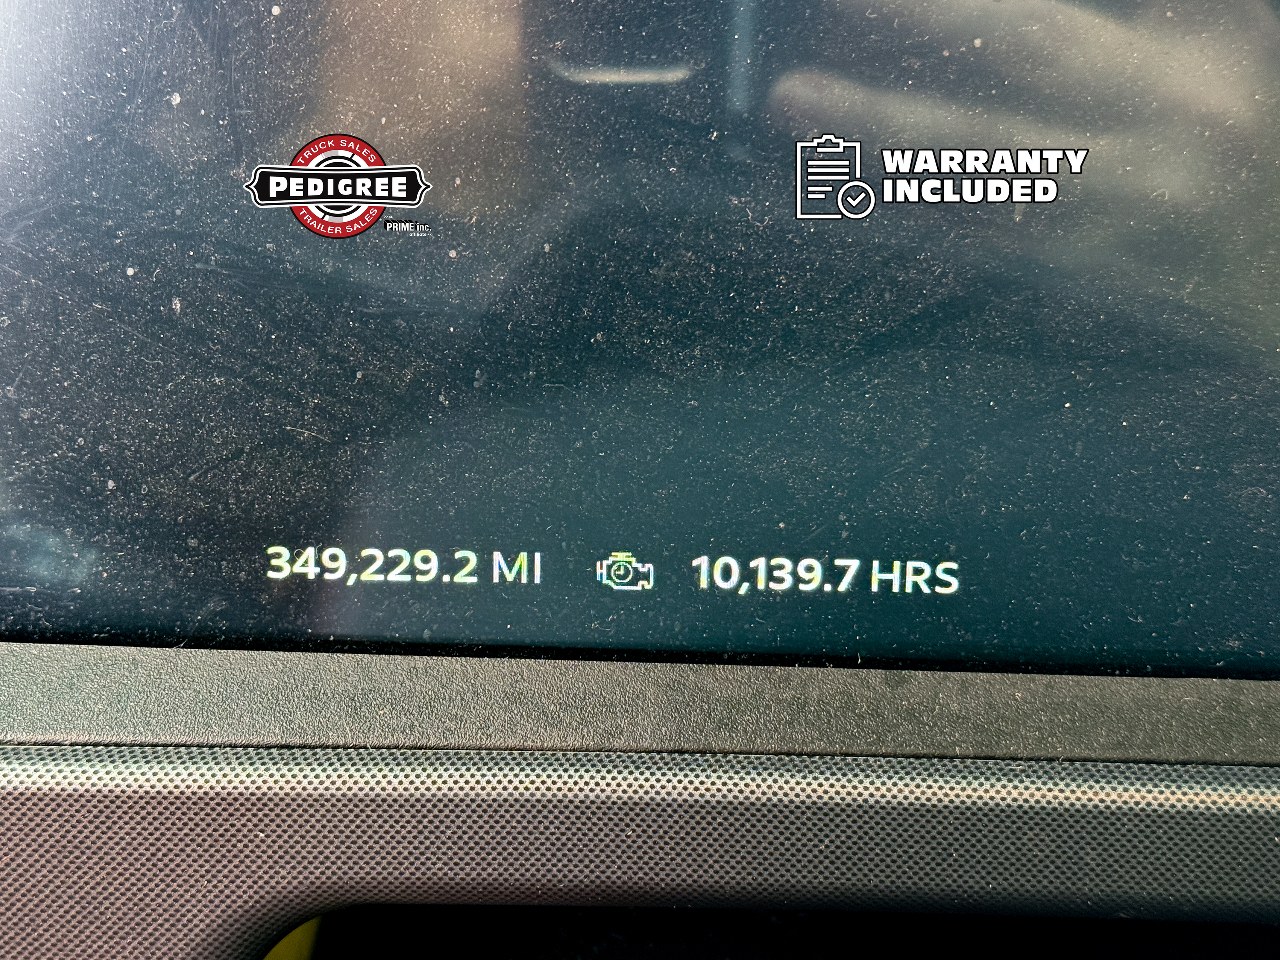 TRUCK SALES
PEDIGREE
TRAILER SALES
PRIME inc.
WARRANTY
INCLUDED
349,229.2 MI
10,139.7 HRS